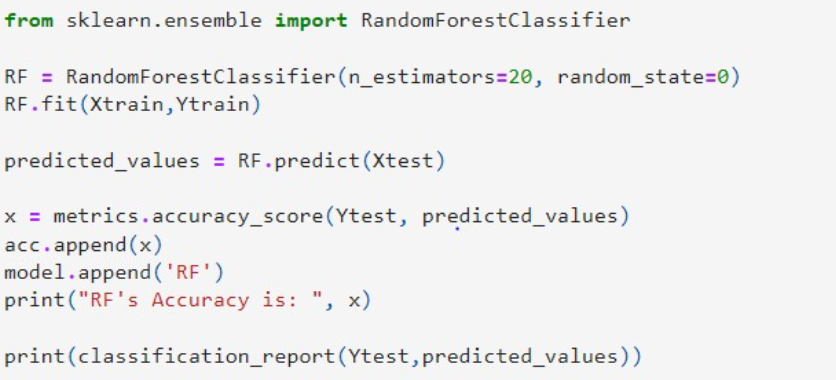 from sklearn.ensemble import RandomForestClassifier
RF = RandomForestClassifier(n_estimators=20, random_state=0)
RF.fit(Xtrain,Ytrain)
predicted_values = RF.predict(Xtest)
x = metrics.accuracy_score(Ytest, predicted_values)
acc.append(x)
model.append('RF')
print("RF's Accuracy is: ", x)
print(classification_report(Ytest,predicted_values))